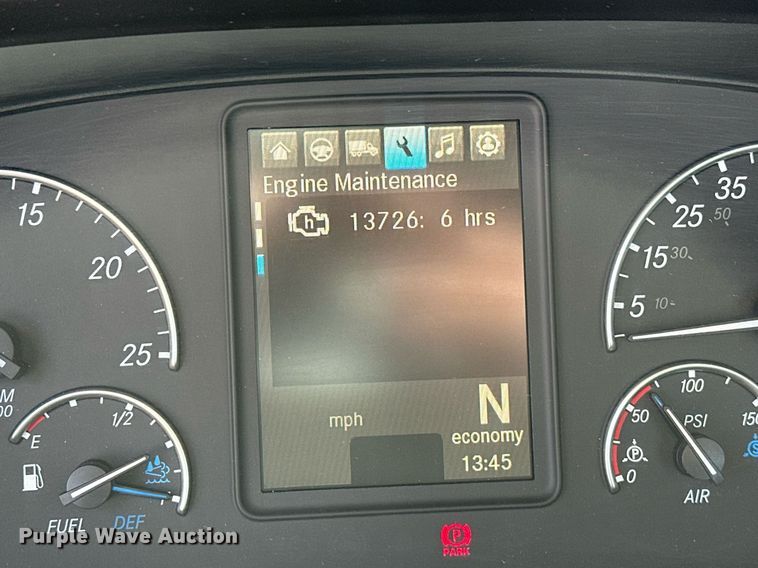 Engine Maintenance
h 13726: 6 hrs
mph
N
economy
13:45
15
20
25
E
1/2
FUEL
DEF
35
25
50
15
30
5
10
0
50
100
150
PSI
P
AIR
P
PARK
Purple Wave Auction